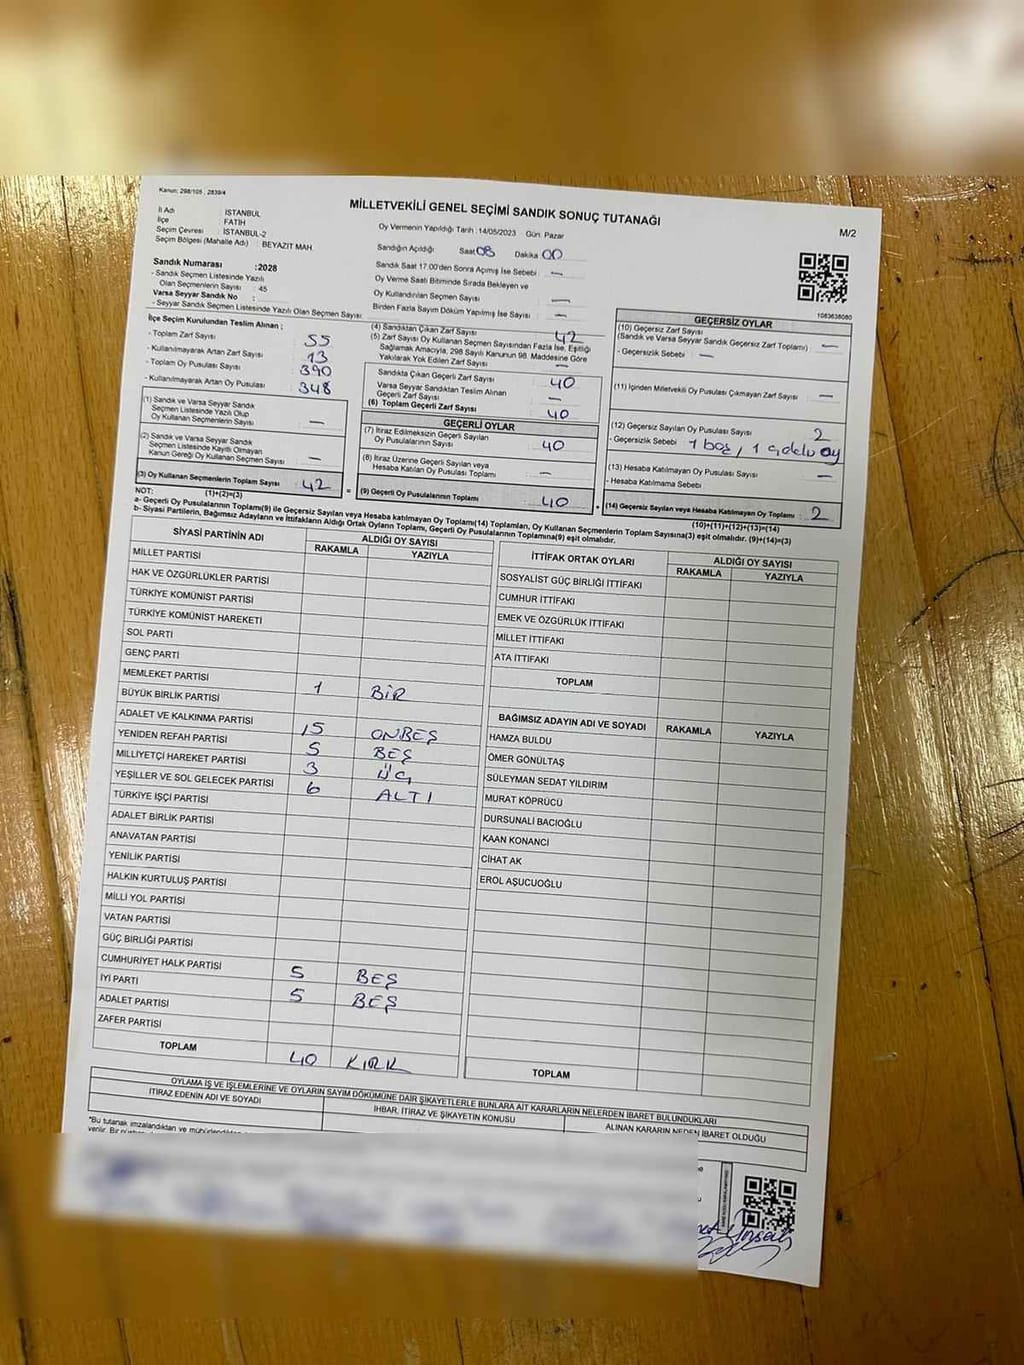 Kanun: 298/105 , 2839/4
MİLLETVEKİLİ GENEL SEÇİMİ SANDIK SONUÇ TUTANAĞI
M/2
İl Adı : İSTANBUL
İlçe : FATİH
Seçim Çevresi : İSTANBUL-2
Seçim Bölgesi (Mahalle Adı) : BEYAZIT MAH
Oy Vermenin Yapıldığı Tarih :14/05/2023 Gün: Pazar
Sandığın Açıldığı Saat 08 Dakika 00
Sandık Saat 17.00'den Sonra Açılmış İse Sebebi —
Oy Verme Saati Bitiminde Sırada Bekleyen ve
Oy Kullandırılan Seçmen Sayısı —
Birden Fazla Sayım Döküm Yapılmış İse Sayısı —
Sandık Numarası :2028
- Sandık Seçmen Listesinde Yazılı
Olan Seçmenlerin Sayısı : 45
Varsa Seyyar Sandık No :
- Seyyar Sandık Seçmen Listesinde Yazılı Olan Seçmen Sayısı
1083638080
İlçe Seçim Kurulundan Teslim Alınan ;
- Toplam Zarf Sayısı 55
- Kullanılmayarak Artan Zarf Sayısı 13
- Toplam Oy Pusulası Sayısı 390
- Kullanılmayarak Artan Oy Pusulası 348
(1) Sandık ve Varsa Seyyar Sandık
Seçmen Listesinde Yazılı Olup
Oy Kullanan Seçmenlerin Sayısı —
(2) Sandık ve Varsa Seyyar Sandık
Seçmen Listesinde Kayıtlı Olmayan
Kanun Gereği Oy Kullanan Seçmen Sayısı —
(3) Oy Kullanan Seçmenlerin Toplam Sayısı : 42
(1)+(2)=(3)
(4) Sandıktan Çıkan Zarf Sayısı 42
(5) Zarf Sayısı Oy Kullanan Seçmen Sayısından Fazla İse, Eşitliği
Sağlamak Amacıyla, 298 Sayılı Kanunun 98. Maddesine Göre
Yakılarak Yok Edilen Zarf Sayısı —
Sandıkta Çıkan Geçerli Zarf Sayısı 40
Varsa Seyyar Sandıktan Teslim Alınan
Geçerli Zarf Sayısı —
(6) Toplam Geçerli Zarf Sayısı 40
GEÇERLİ OYLAR
(7) İtiraz Edilmeksizin Geçerli Sayılan
Oy Pusulalarının Sayısı 40
(8) İtiraz Üzerine Geçerli Sayılan veya
Hesaba Katılan Oy Pusulası Toplamı —
= (9) Geçerli Oy Pusulalarının Toplamı 40 +
GEÇERSİZ OYLAR
(10) Geçersiz Zarf Sayısı
(Sandık ve Varsa Seyyar Sandık Geçersiz Zarf Toplamı) —
- Geçersizlik Sebebi : —
(11) İçinden Milletvekili Oy Pusulası Çıkmayan Zarf Sayısı —
(12) Geçersiz Sayılan Oy Pusulası Sayısı 2
- Geçersizlik Sebebi : 1 boş, 1 çoklu oy
(13) Hesaba Katılmayan Oy Pusulası Sayısı —
- Hesaba Katılmama Sebebi
(14) Geçersiz Sayılan veya Hesaba Katılmayan Oy Toplamı : 2
(10)+(11)+(12)+(13)=(14)
NOT:
a- Geçerli Oy Pusulalarının Toplamı(9) ile Geçersiz Sayılan veya Hesaba Katılmayan Oy Toplamı(14) Toplamları, Oy Kullanan Seçmenlerin Toplam Sayısına(3) eşit olmalıdır. (9)+(14)=(3)
b- Siyasi Partilerin, Bağımsız Adayların ve İttifakların Aldığı Ortak Oyların Toplamı, Geçerli Oy Pusulalarının Toplamına(9) eşit olmalıdır.
SİYASİ PARTİNİN ADI ALDIĞI OY SAYISI
RAKAMLA YAZIYLA
MİLLET PARTİSİ
HAK VE ÖZGÜRLÜKLER PARTİSİ
TÜRKİYE KOMÜNİST PARTİSİ
TÜRKİYE KOMÜNİST HAREKETİ
SOL PARTİ
GENÇ PARTİ
MEMLEKET PARTİSİ
BÜYÜK BİRLİK PARTİSİ 1 BİR
ADALET VE KALKINMA PARTİSİ 15 ONBEŞ
YENİDEN REFAH PARTİSİ 5 BEŞ
MİLLİYETÇİ HAREKET PARTİSİ 3 ÜÇ
YEŞİLLER VE SOL GELECEK PARTİSİ 6 ALTI
TÜRKİYE İŞÇİ PARTİSİ
ADALET BİRLİK PARTİSİ
ANAVATAN PARTİSİ
YENİLİK PARTİSİ
HALKIN KURTULUŞ PARTİSİ
MİLLİ YOL PARTİSİ
VATAN PARTİSİ
GÜÇ BİRLİĞİ PARTİSİ
CUMHURİYET HALK PARTİSİ 5 BEŞ
İYİ PARTİ 5 BEŞ
ADALET PARTİSİ
ZAFER PARTİSİ
TOPLAM 40 KIRK
İTTİFAK ORTAK OYLARI ALDIĞI OY SAYISI
RAKAMLA YAZIYLA
SOSYALİST GÜÇ BİRLİĞİ İTTİFAKI
CUMHUR İTTİFAKI
EMEK VE ÖZGÜRLÜK İTTİFAKI
MİLLET İTTİFAKI
ATA İTTİFAKI
TOPLAM
BAĞIMSIZ ADAYIN ADI VE SOYADI RAKAMLA YAZIYLA
HAMZA BULDU
ÖMER GÖNÜLTAŞ
SÜLEYMAN SEDAT YILDIRIM
MURAT KÖPRÜCÜ
DURSUNALİ BACIOĞLU
KAAN KONANCİ
CİHAT AK
EROL AŞUCUOĞLU
TOPLAM
OYLAMA İŞ VE İŞLEMLERİNE VE OYLARIN SAYIM DÖKÜMÜNE DAİR ŞİKAYETLERLE BUNLARA AİT KARARLARIN NELERDEN İBARET BULUNDUKLARI
İTİRAZ EDENİN ADI VE SOYADI İHBAR, İTİRAZ VE ŞİKAYETİN KONUSU ALINAN KARARIN NEDEN İBARET OLDUĞU
"Bu tutanak imzalandıktan ve mühürlendikten